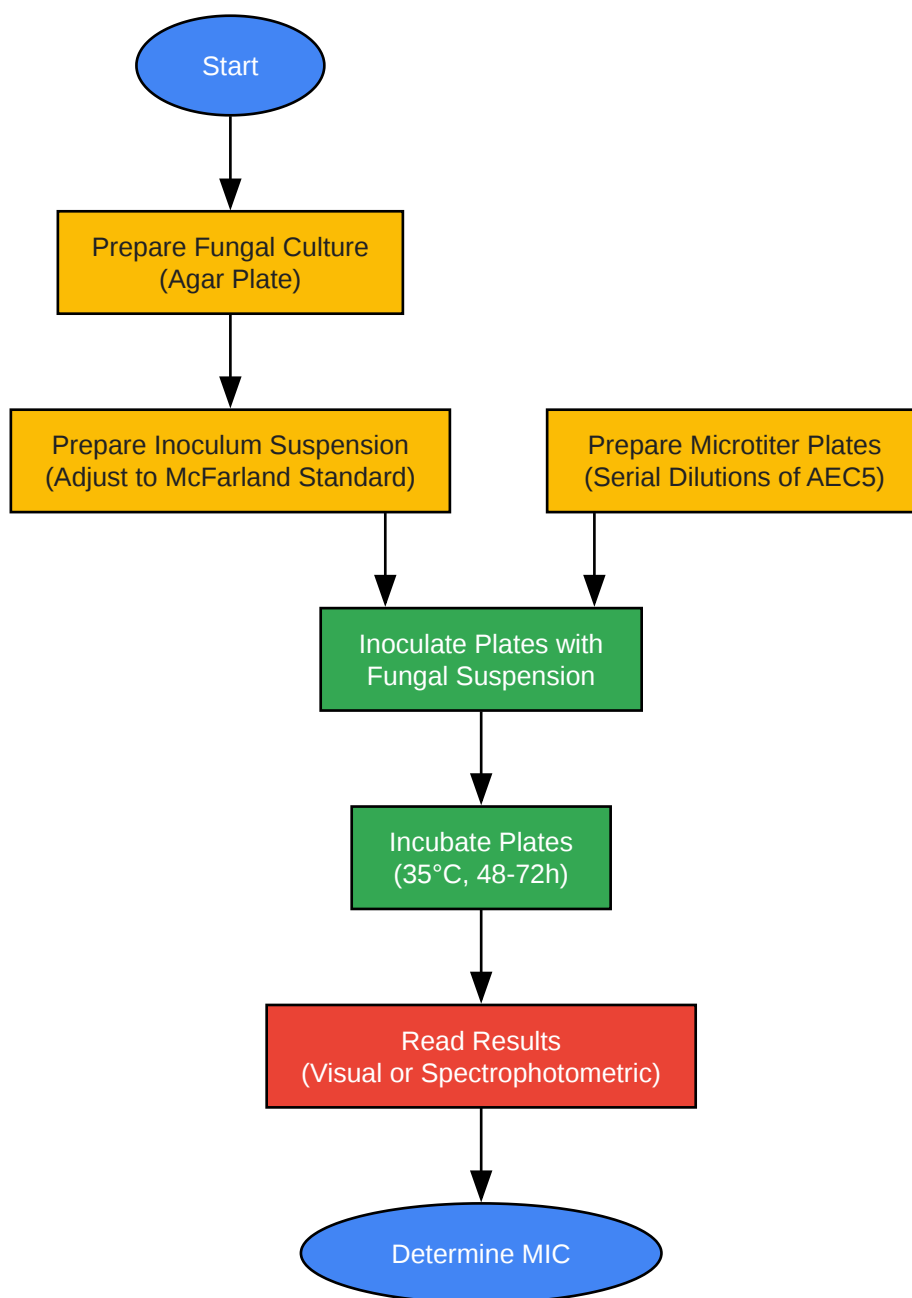 Start
Prepare Fungal Culture
(Agar Plate)
Prepare Inoculum Suspension
(Adjust to McFarland Standard)
Prepare Microtiter Plates
(Serial Dilutions of AEC5)
Inoculate Plates with
Fungal Suspension
Incubate Plates
(35°C, 48-72h)
Read Results
(Visual or Spectrophotometric)
Determine MIC